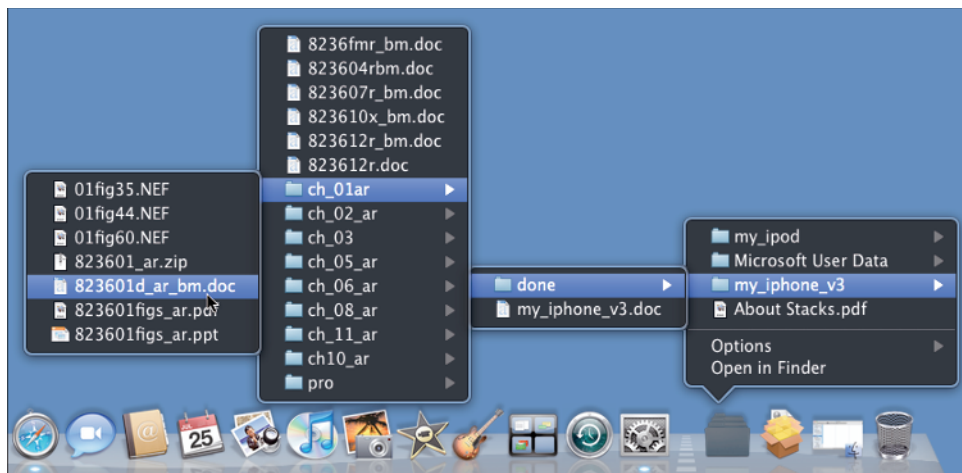 8236fmr_bm.doc
823604rbm.doc
823607r_bm.doc
823610x_bm.doc
823612r_bm.doc
823612r.doc
ch_01ar
ch_02_ar
ch_03
ch_05_ar
ch_06_ar
ch_08_ar
ch_11_ar
ch10_ar
pro
01fig35.NEF
01fig44.NEF
01fig60.NEF
823601_ar.zip
823601d_ar_bm.doc
823601figs_ar.pdf
823601figs_ar.ppt
done
my_iphone_v3.doc
my_ipod
Microsoft User Data
my_iphone_v3
About Stacks.pdf
Options
Open in Finder
JUL
25